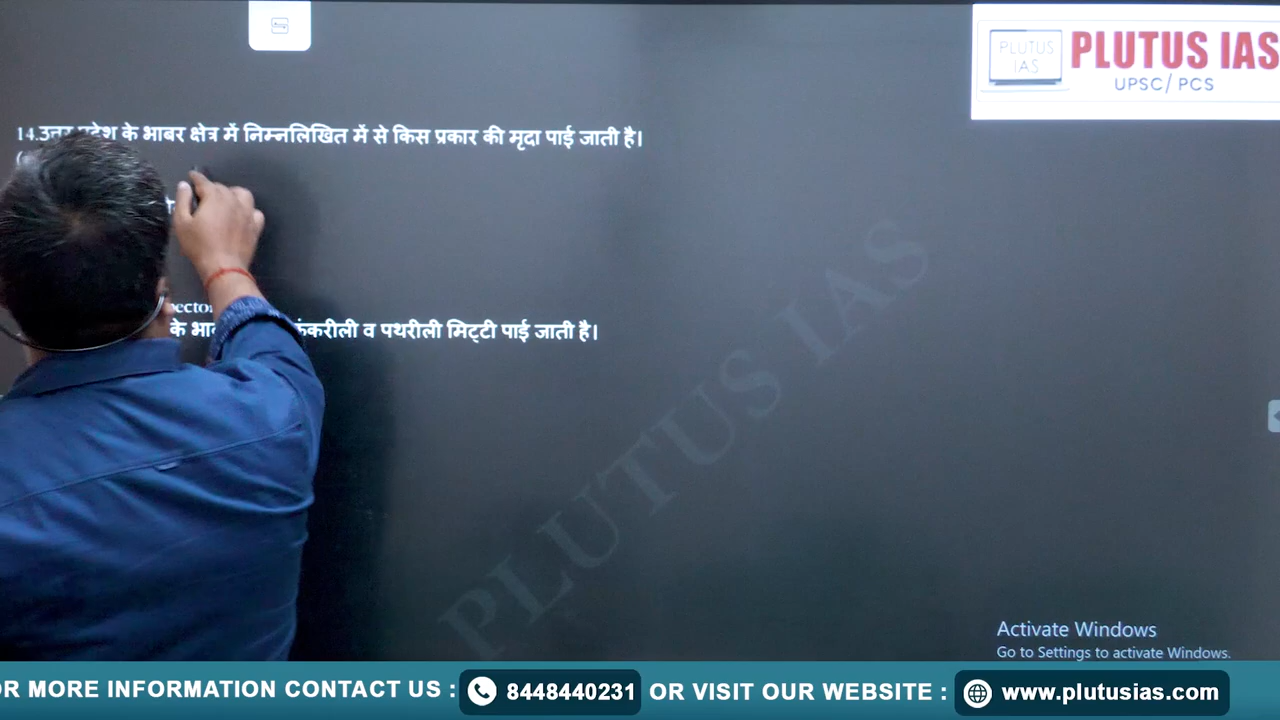 PLUTUS IAS
PLUTUS IAS
UPSC/ PCS
14.उत्तर प्रदेश के भाबर क्षेत्र में निम्नलिखित में से किस प्रकार की मृदा पाई जाती है।
के कंकरीली व पथरीली मिट्टी पाई जाती है।
PLUTUS IAS
Activate Windows
Go to Settings to activate Windows.
OR MORE INFORMATION CONTACT US : 8448440231 OR VISIT OUR WEBSITE : www.plutusias.com